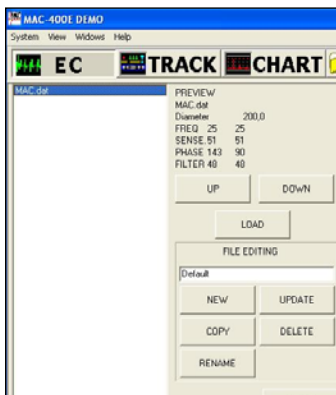 MAC-400E DEMO
System View Widows Help
EC TRACK CHART
MAC.dat
PREVIEW
MAC.dat
Diameter 200,0
FREQ 25 25
SENSE.51 51
PHASE 143 90
FILTER 48 48
UP DOWN
LOAD
FILE EDITING
Default
NEW UPDATE
COPY DELETE
RENAME